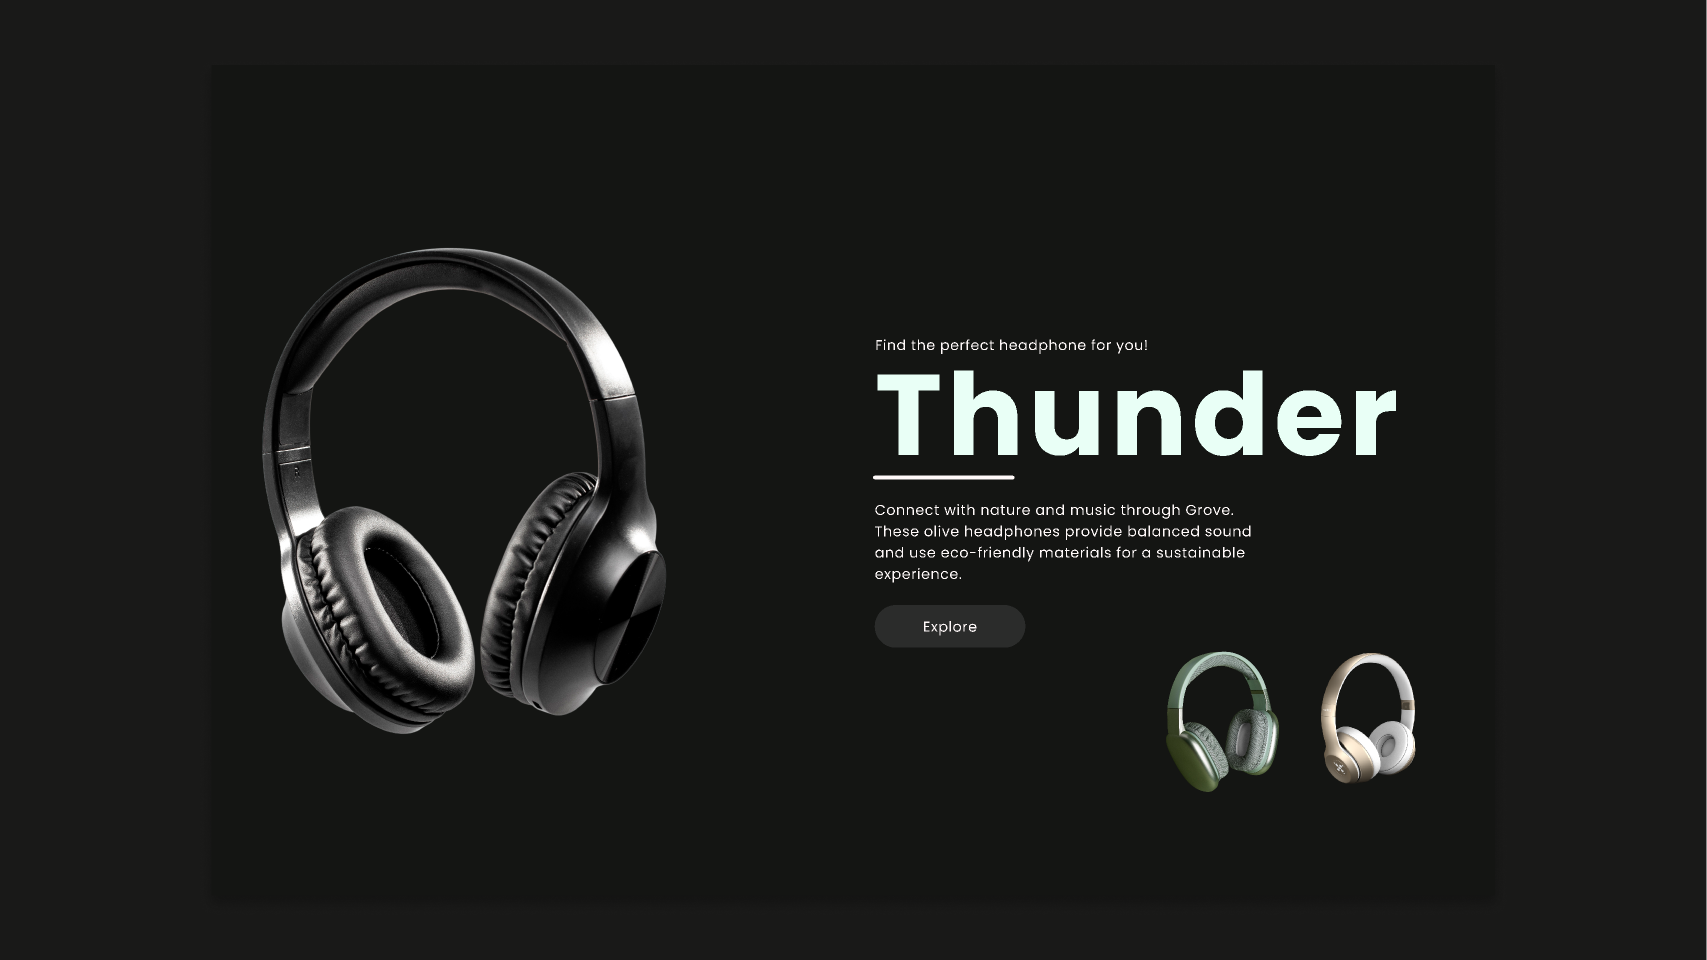 Find the perfect headphone for you!
Thunder
Connect with nature and music through Grove.
These olive headphones provide balanced sound
and use eco-friendly materials for a sustainable
experience.
Explore